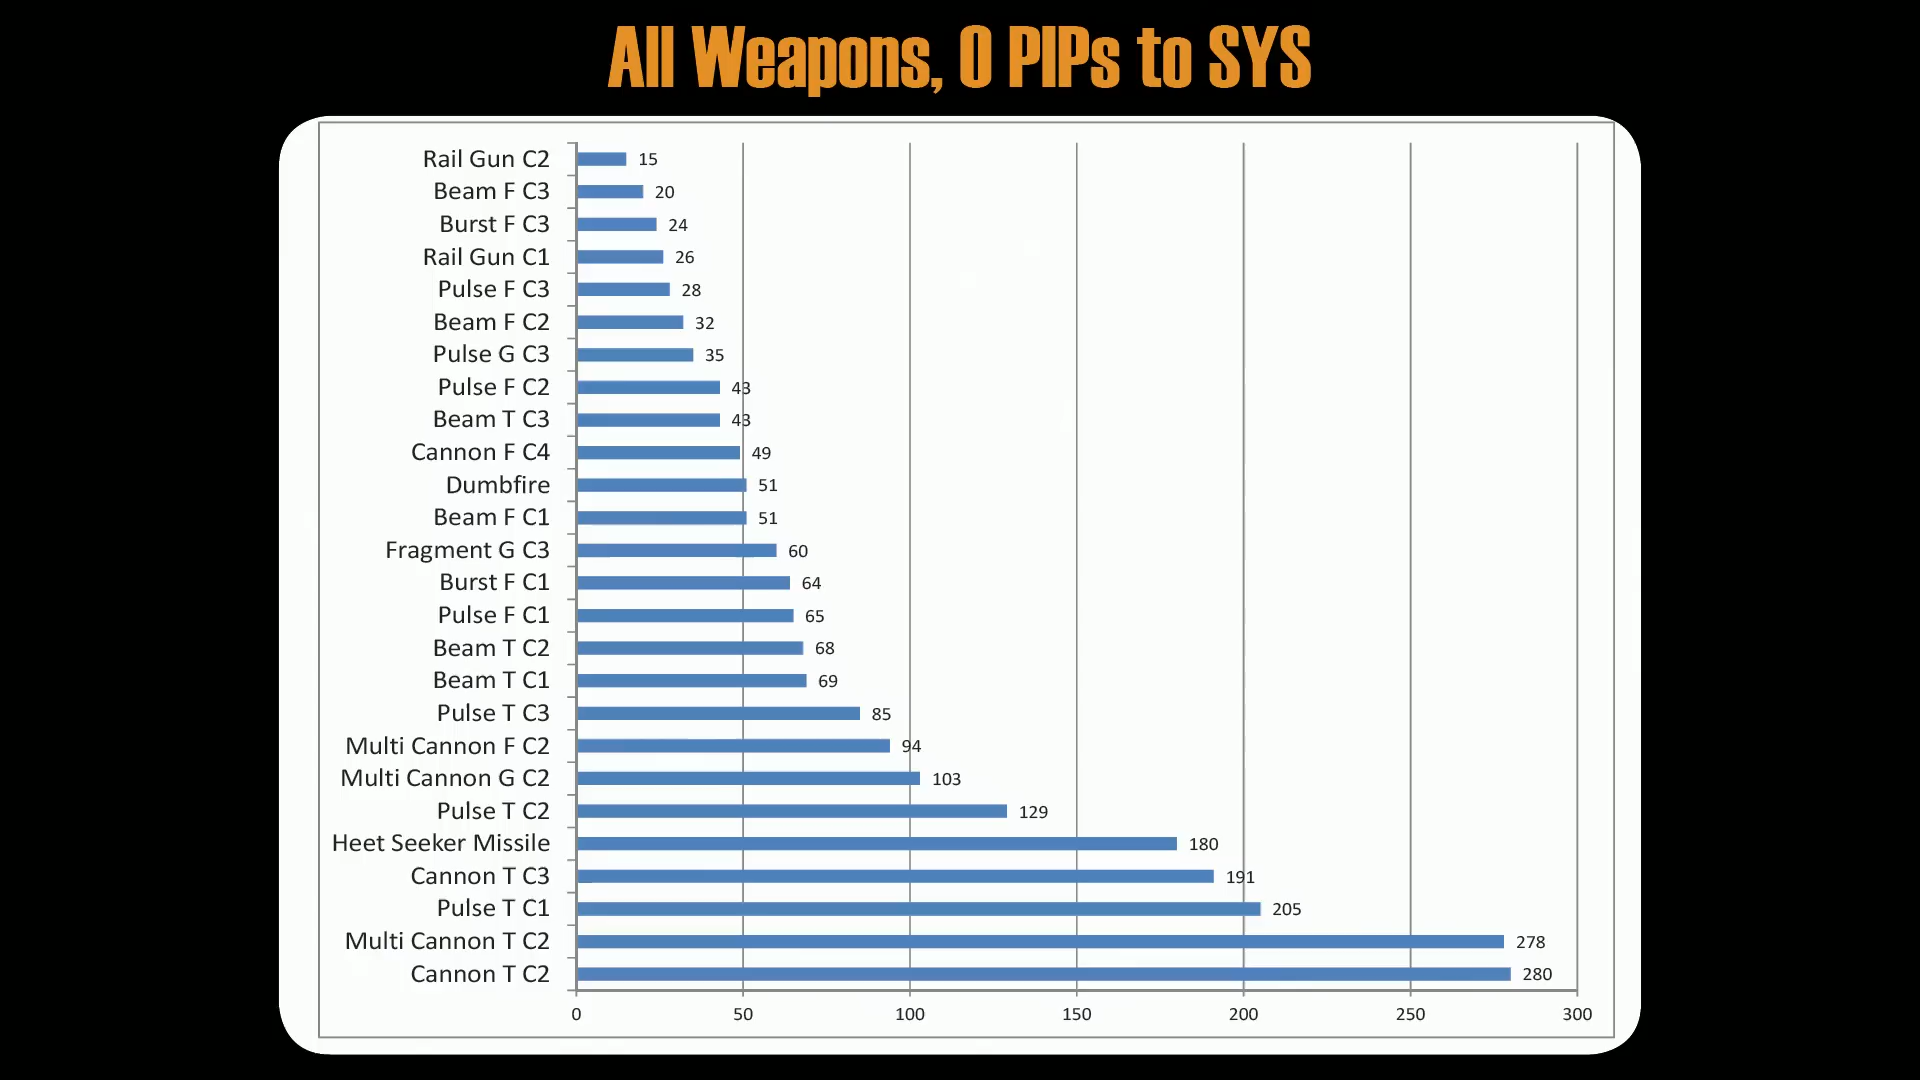 All Weapons, 0 PIPs to SYS
Rail Gun C2 15
Beam F C3 20
Burst F C3 24
Rail Gun C1 26
Pulse F C3 28
Beam F C2 32
Pulse G C3 35
Pulse F C2 43
Beam T C3 43
Cannon F C4 49
Dumbfire 51
Beam F C1 51
Fragment G C3 60
Burst F C1 64
Pulse F C1 65
Beam T C2 68
Beam T C1 69
Pulse T C3 85
Multi Cannon F C2 94
Multi Cannon G C2 103
Pulse T C2 129
Heet Seeker Missile 180
Cannon T C3 191
Pulse T C1 205
Multi Cannon T C2 278
Cannon T C2 280
0 50 100 150 200 250 300